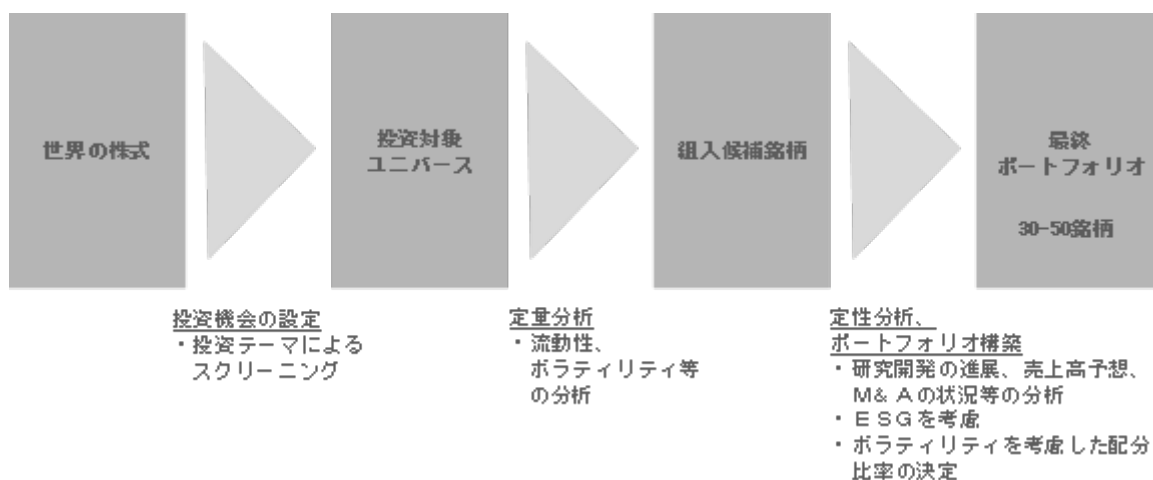 世界の株式
投資対象
ユニバース
組入候補銘柄
最終
ポートフォリオ
30-50銘柄
投資機会の設定
・投資テーマによる
スクリーニング
定量分析
・流動性、
ボラティリティ等
の分析
定性分析、
ポートフォリオ構築
・研究開発の進展、売上高予想、
M&Aの状況等の分析
・ESGを考慮
・ボラティリティを考慮した配分
比率の決定